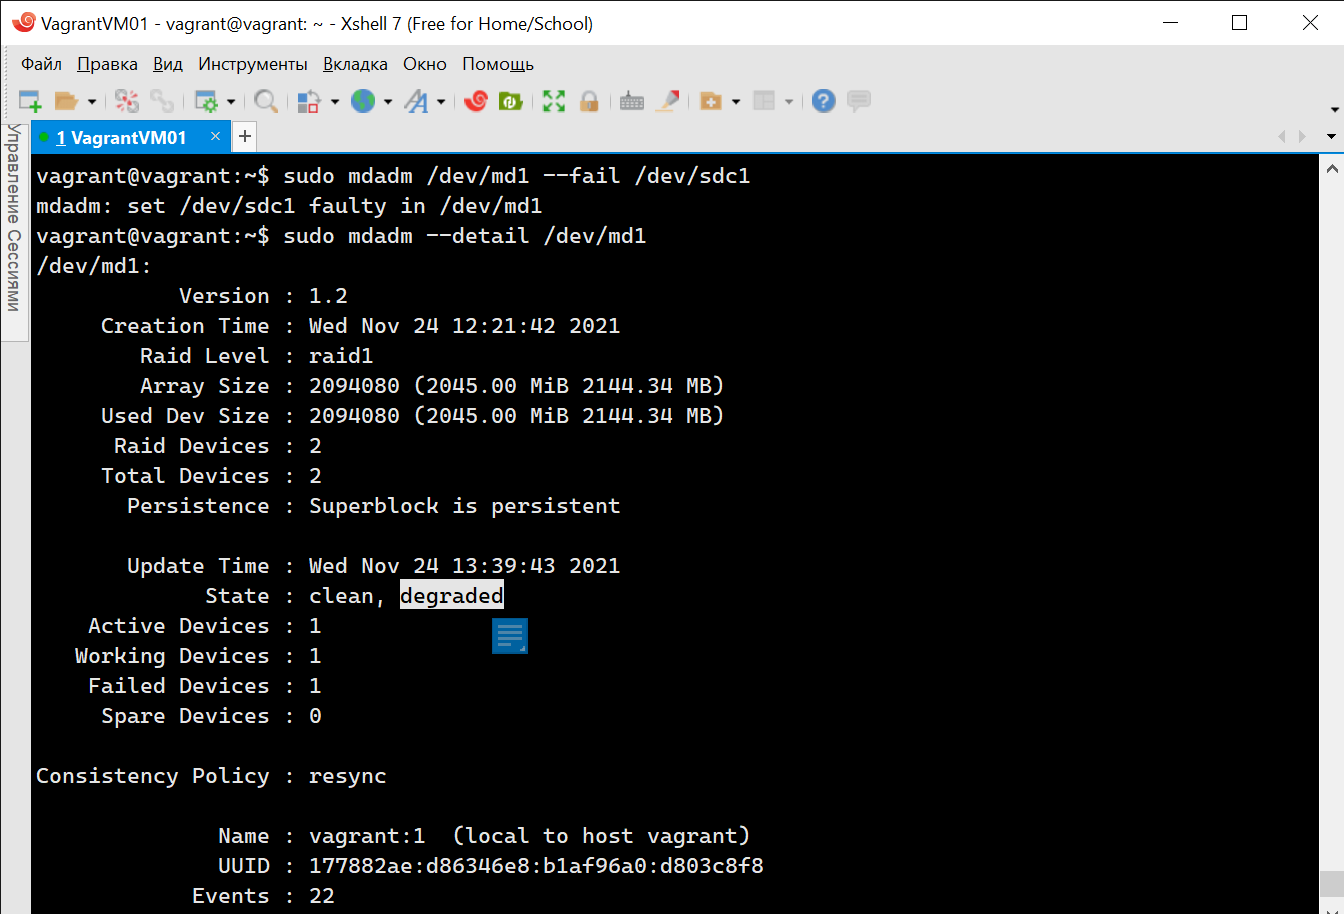 VagrantVM01 - vagrant@vagrant: ~ - Xshell 7 (Free for Home/School)
Файл Правка Вид Инструменты Вкладка Окно Помощь
Управление Сессиями
1 VagrantVM01
vagrant@vagrant:~$ sudo mdadm /dev/md1 --fail /dev/sdc1
mdadm: set /dev/sdc1 faulty in /dev/md1
vagrant@vagrant:~$ sudo mdadm --detail /dev/md1
/dev/md1:
Version : 1.2
Creation Time : Wed Nov 24 12:21:42 2021
Raid Level : raid1
Array Size : 2094080 (2045.00 MiB 2144.34 MB)
Used Dev Size : 2094080 (2045.00 MiB 2144.34 MB)
Raid Devices : 2
Total Devices : 2
Persistence : Superblock is persistent
Update Time : Wed Nov 24 13:39:43 2021
State : clean, degraded
Active Devices : 1
Working Devices : 1
Failed Devices : 1
Spare Devices : 0
Consistency Policy : resync
Name : vagrant:1  (local to host vagrant)
UUID : 177882ae:d86346e8:b1af96a0:d803c8f8
Events : 22